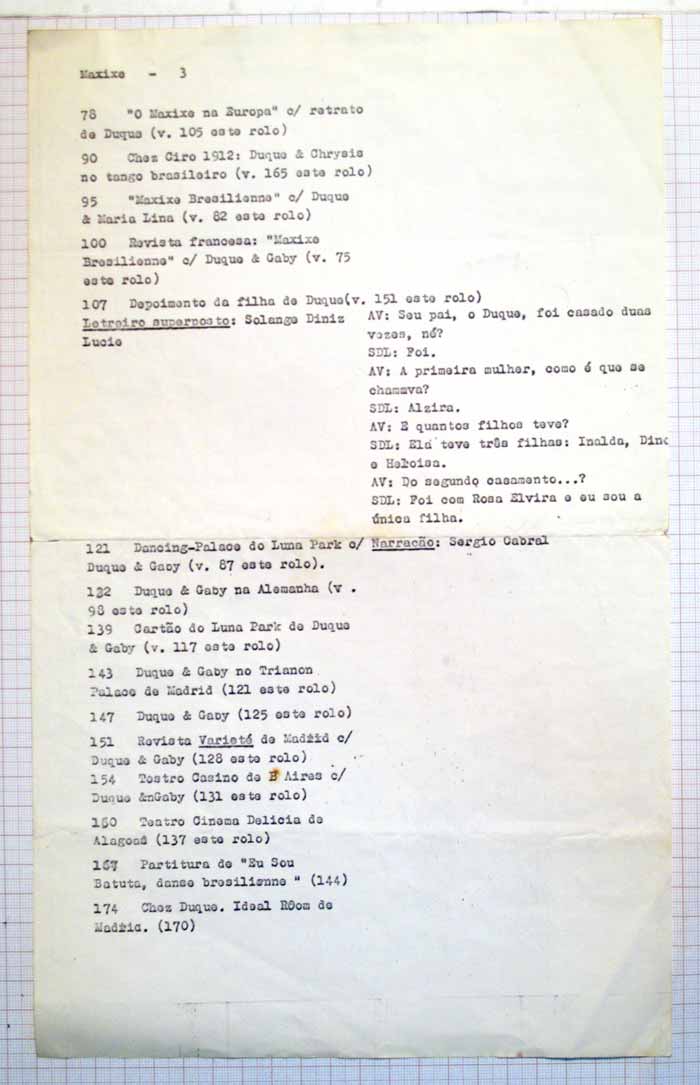 Maxixe - 3
78 "O Maxixe na Europa" c/ retrato
de Duque (v. 105 este rolo)
90 Chez Ciro 1912: Duque & Chrysis
no tango brasileiro (v. 165 este rolo)
95 "Maxixe Bresilienne" c/ Duque
& Maria Lina (v. 82 este rolo)
100 Revista francesa: "Maxixe
Bresilienne" c/ Duque & Gaby (v. 75
este rolo)
107 Depoimento da filha de Duque(v. 151 este rolo)
Letreiro superposto: Solange Diniz
Lucie
AV: Seu pai, o Duque, foi casado duas
vezes, né?
SDL: Foi.
AV: A primeira mulher, como é que se
chamava?
SDL: Alzira.
AV: E quantos filhos teve?
SDL: Ela teve três filhas: Inalda,
e Heloisa.
AV: Do segundo casamento...?
SDL: Foi com Rosa Elvira e eu sou a
única filha.
121 Dancing-Palace do Luna Park c/
Duque & Gaby (v. 87 este rolo).
Narração: Sergio Cabral
132 Duque & Gaby na Alemanha (v .
98 este rolo)
139 Cartão do Luna Park de Duque
& Gaby (v. 117 este rolo)
143 Duque & Gaby no Trianon
Palace de Madrid (121 este rolo)
147 Duque & Gaby (125 este rolo)
151 Revista Varieté de Madrid c/
Duque & Gaby (128 este rolo)
154 Teatro Casino de B Aires c/
Duque &nGaby (131 este rolo)
160 Teatro Cinema Delicia de
Alagoas (137 este rolo)
167 Partitura de "Eu Sou
Batuta, danse bresilienne " (144)
174 Chez Duque. Ideal Room de
Madrid. (170)